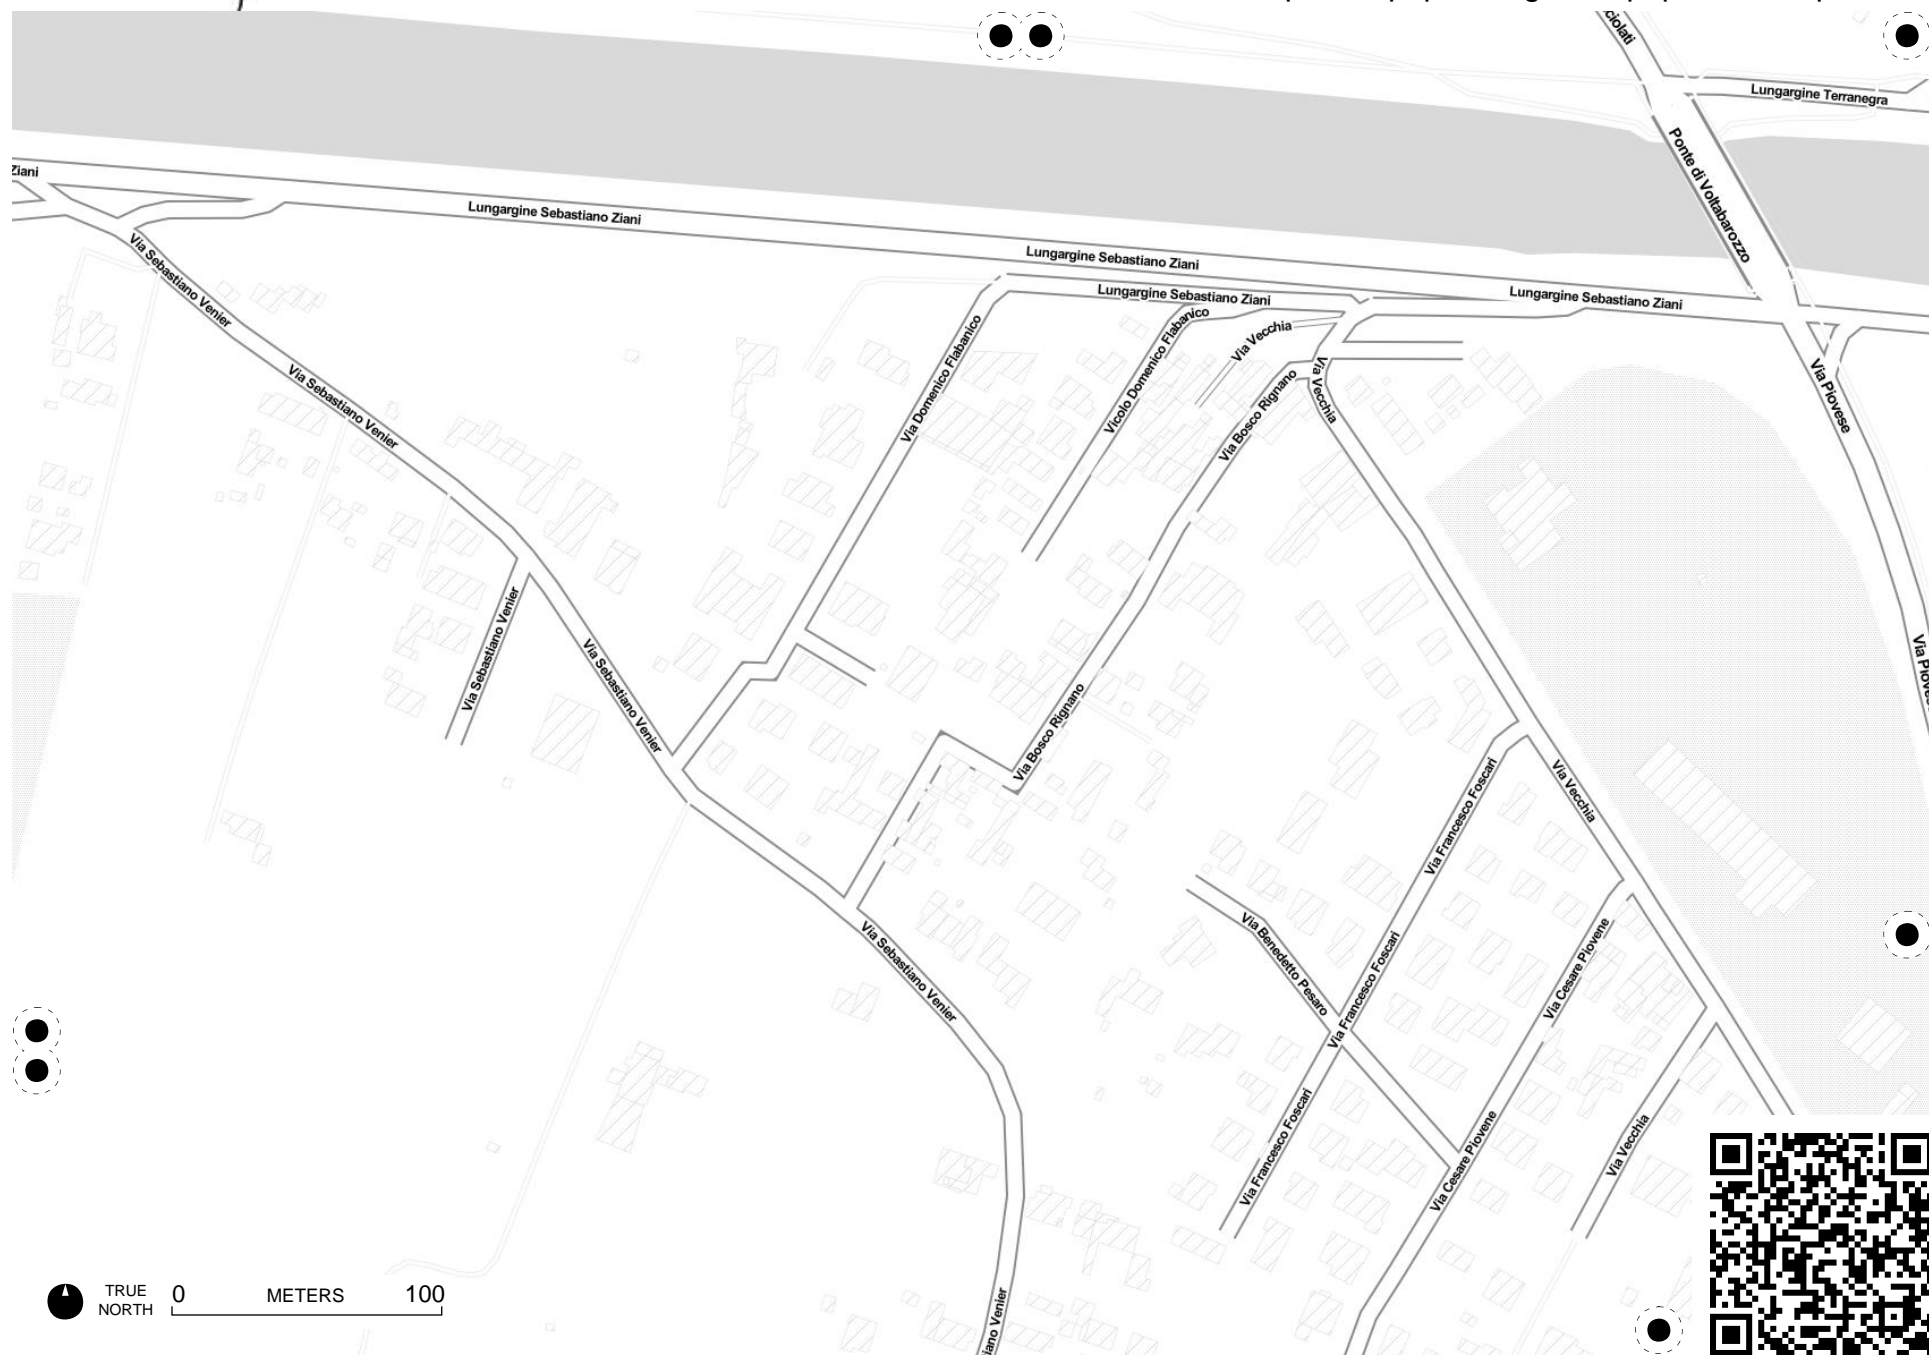 Lungargine Terranegra
Ponte di Voltabarozzo
Ziani
Lungargine Sebastiano Ziani
Lungargine Sebastiano Ziani
Lungargine Sebastiano Ziani
Lungargine Sebastiano Ziani
Via Sebastiano Venier
Via Domenico Flabanico
Vicolo Domenico Flabanico
Via Vecchia
Via Bosco Rignano
Via Vecchia
Via Piovese
Via Sebastiano Venier
Via Sebastiano Venier
Via Sebastiano Venier
Via Bosco Rignano
Via Francesco Foscari
Via Vecchia
Via Benedetto Pesaro
Via Francesco Foscari
Via Cesare Piovene
Via Sebastiano Venier
Via Francesco Foscari
Via Cesare Piovene
Via Vecchia
TRUE
NORTH
0 METERS 100